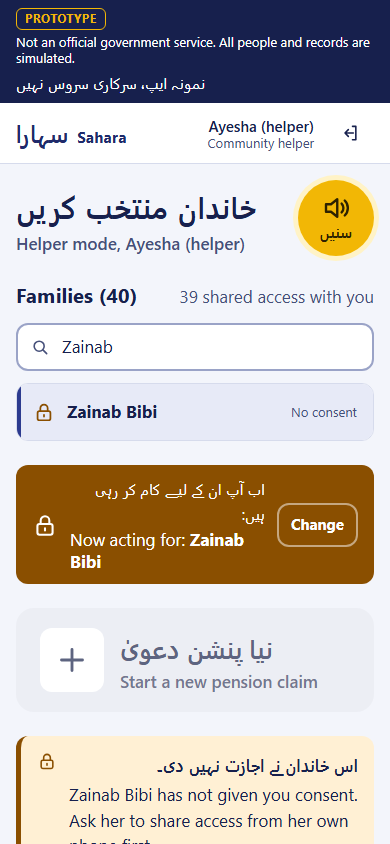 PROTOTYPE
Not an official government service. All people and records are
simulated.
نمونہ ایپ، سرکاری سروس نہیں
سہارا Sahara
Ayesha (helper)
Community helper
خاندان منتخب کریں
Helper mode, Ayesha (helper)
سنیں
Families (40)
39 shared access with you
Zainab
Zainab Bibi
No consent
اب آپ ان کے لیے کام کر رہی
ہیں:
Now acting for: Zainab
Bibi
Change
نیا پنشن دعویٰ
Start a new pension claim
اس خاندان نے اجازت نہیں دی۔
Zainab Bibi has not given you consent.
Ask her to share access from her own
phone first